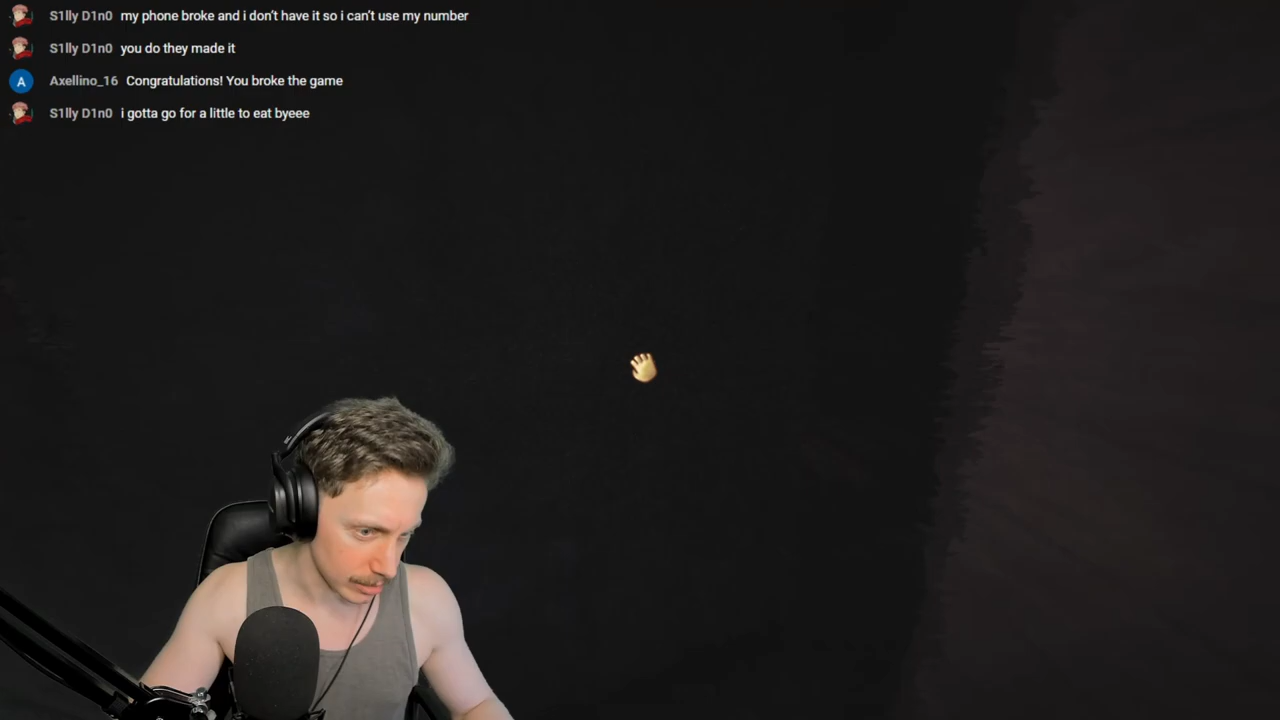 S1lly D1n0 my phone broke and i don't have it so i can't use my number
S1lly D1n0 you do they made it
A Axellino_16 Congratulations! You broke the game
S1lly D1n0 i gotta go for a little to eat byeee